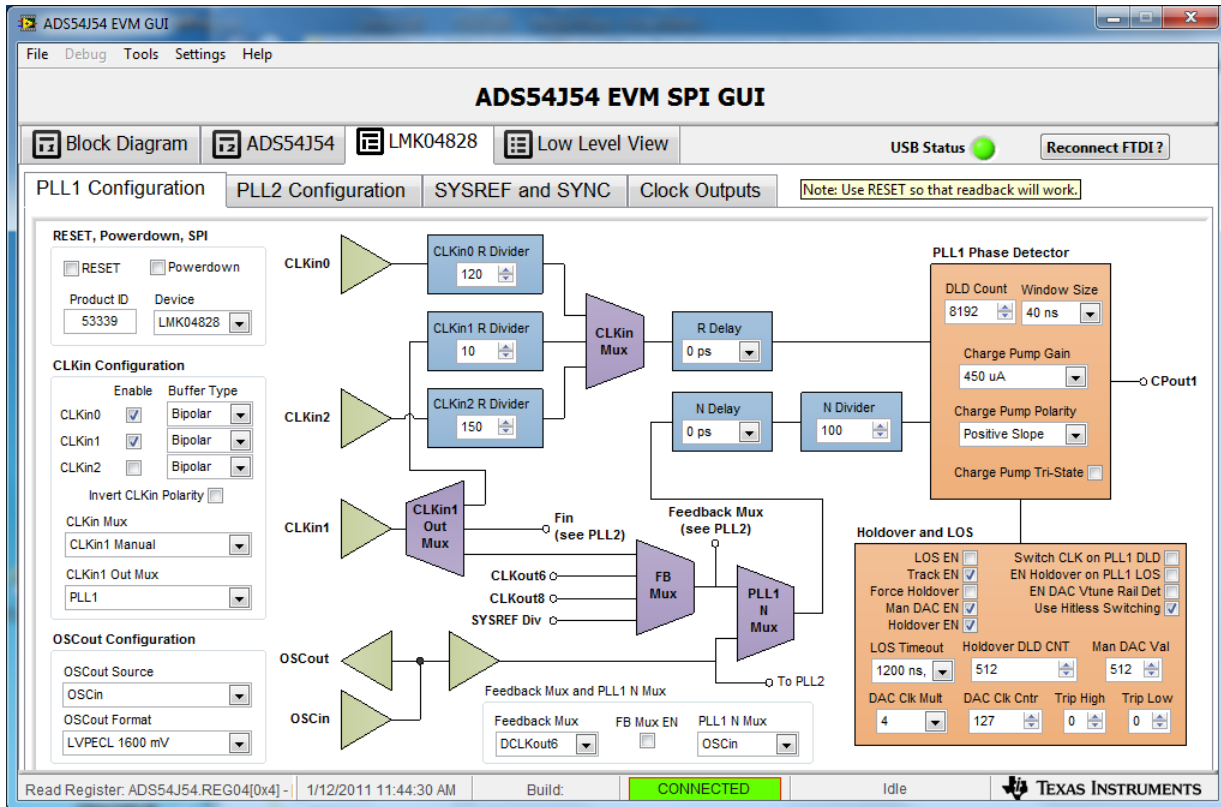 ADS54J54 EVM GUI
File Debug Tools Settings Help
ADS54J54 EVM SPI GUI
Block Diagram ADS54J54 LMK04828 Low Level View USB Status Reconnect FTDI ?
PLL1 Configuration PLL2 Configuration SYSREF and SYNC Clock Outputs Note: Use RESET so that readback will work.
RESET, Powerdown, SPI
RESET Powerdown
Product ID Device
53339 LMK04828
CLKin Configuration
Enable Buffer Type
CLKin0 Bipolar
CLKin1 Bipolar
CLKin2 Bipolar
Invert CLKin Polarity
CLKin Mux
CLKin1 Manual
CLKin1 Out Mux
PLL1
OSCout Configuration
OSCout Source
OSCin
OSCout Format
LVPECL 1600 mV
CLKin0
CLKin0 R Divider
120
CLKin1 R Divider
10
CLKin2
CLKin2 R Divider
150
CLKin
Mux
R Delay
0 ps
N Delay
0 ps
N Divider
100
CLKin1
CLKin1
Out
Mux
Fin
(see PLL2)
Feedback Mux
(see PLL2)
CLKout6
CLKout8
SYSREF Div
FB
Mux
PLL1
N
Mux
OSCout
OSCin
To PLL2
Feedback Mux and PLL1 N Mux
Feedback Mux FB Mux EN PLL1 N Mux
DCLKout6 OSCin
PLL1 Phase Detector
DLD Count Window Size
8192 40 ns
Charge Pump Gain
450 uA
CPout1
Charge Pump Polarity
Positive Slope
Charge Pump Tri-State
Holdover and LOS
LOS EN Switch CLK on PLL1 DLD
Track EN EN Holdover on PLL1 LOS
Force Holdover EN DAC Vtune Rail Det
Man DAC EN Use Hitless Switching
Holdover EN
LOS Timeout Holdover DLD CNT Man DAC Val
1200 ns, 512 512
DAC Clk Mult DAC Clk Cntr Trip High Trip Low
4 127 0 0
Read Register: ADS54J54.REG04[0x4] - 1/12/2011 11:44:30 AM Build: CONNECTED Idle TEXAS INSTRUMENTS